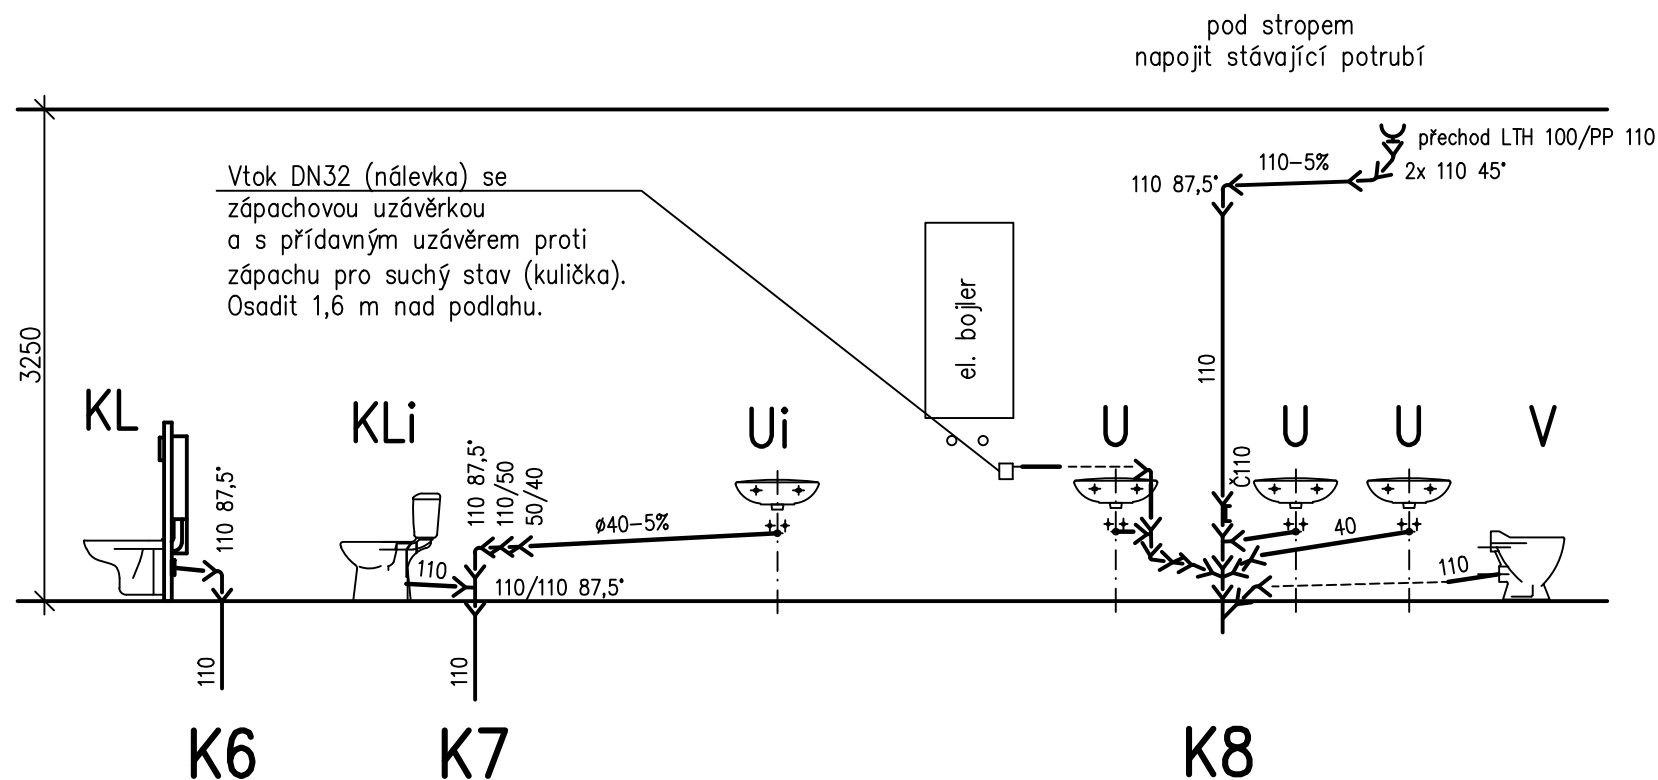 pod stropem
napojit stávající potrubí
přechod LTH 100/PP 110
110-5%
2x 110 45°
110 87,5°
Vtok DN32 (nálevka) se
zápachovou uzávěrkou
a s přídavným uzávěrem proti
zápachu pro suchý stav (kulička).
Osadit 1,6 m nad podlahu.
3250
el. bojler
110
KL
KLi
Ui
U
U
U
V
110 87,5°
110 87,5°
110/50
50/40
Č110
ø40-5%
40
110
110
110/110 87,5°
110
110
K6
K7
K8